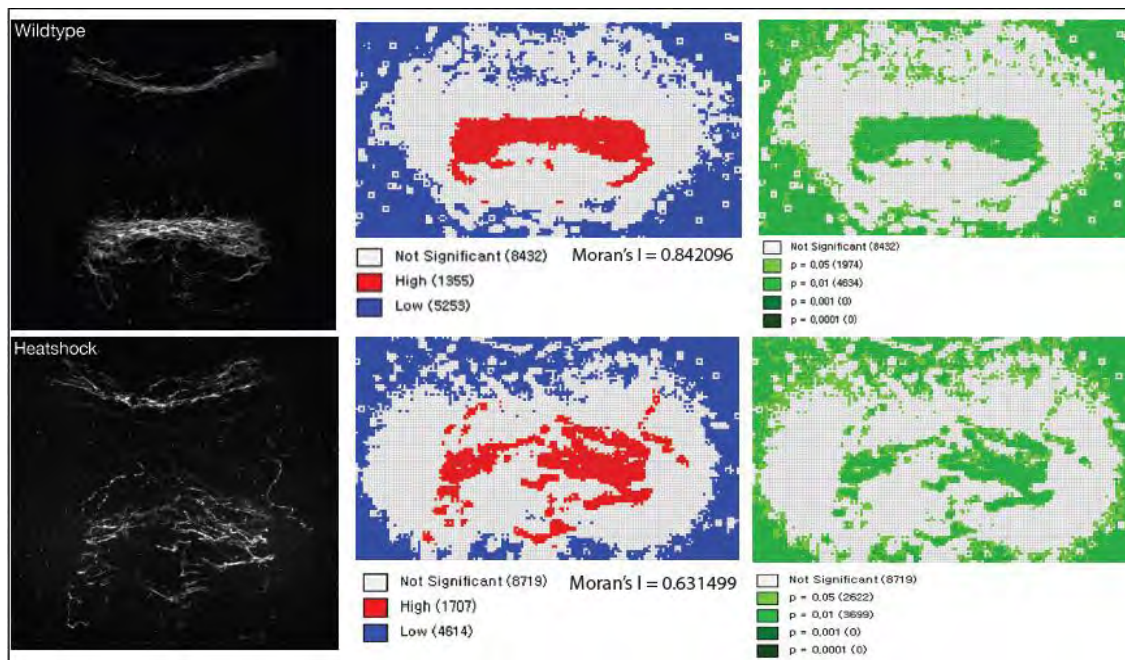 Wildtype
Not Significant (8432)
Moran's I = 0.842096
High (1355)
Low (5253)
Not Significant (8432)
p = 0,05 (1974)
p = 0,01 (4634)
p = 0,001 (0)
p = 0,0001 (0)
Heatshock
Not Significant (8719)
Moran's I = 0.631499
High (1707)
Low (4614)
Not Significant (8719)
p = 0,05 (2622)
p = 0,01 (3699)
p = 0,001 (0)
p = 0,0001 (0)